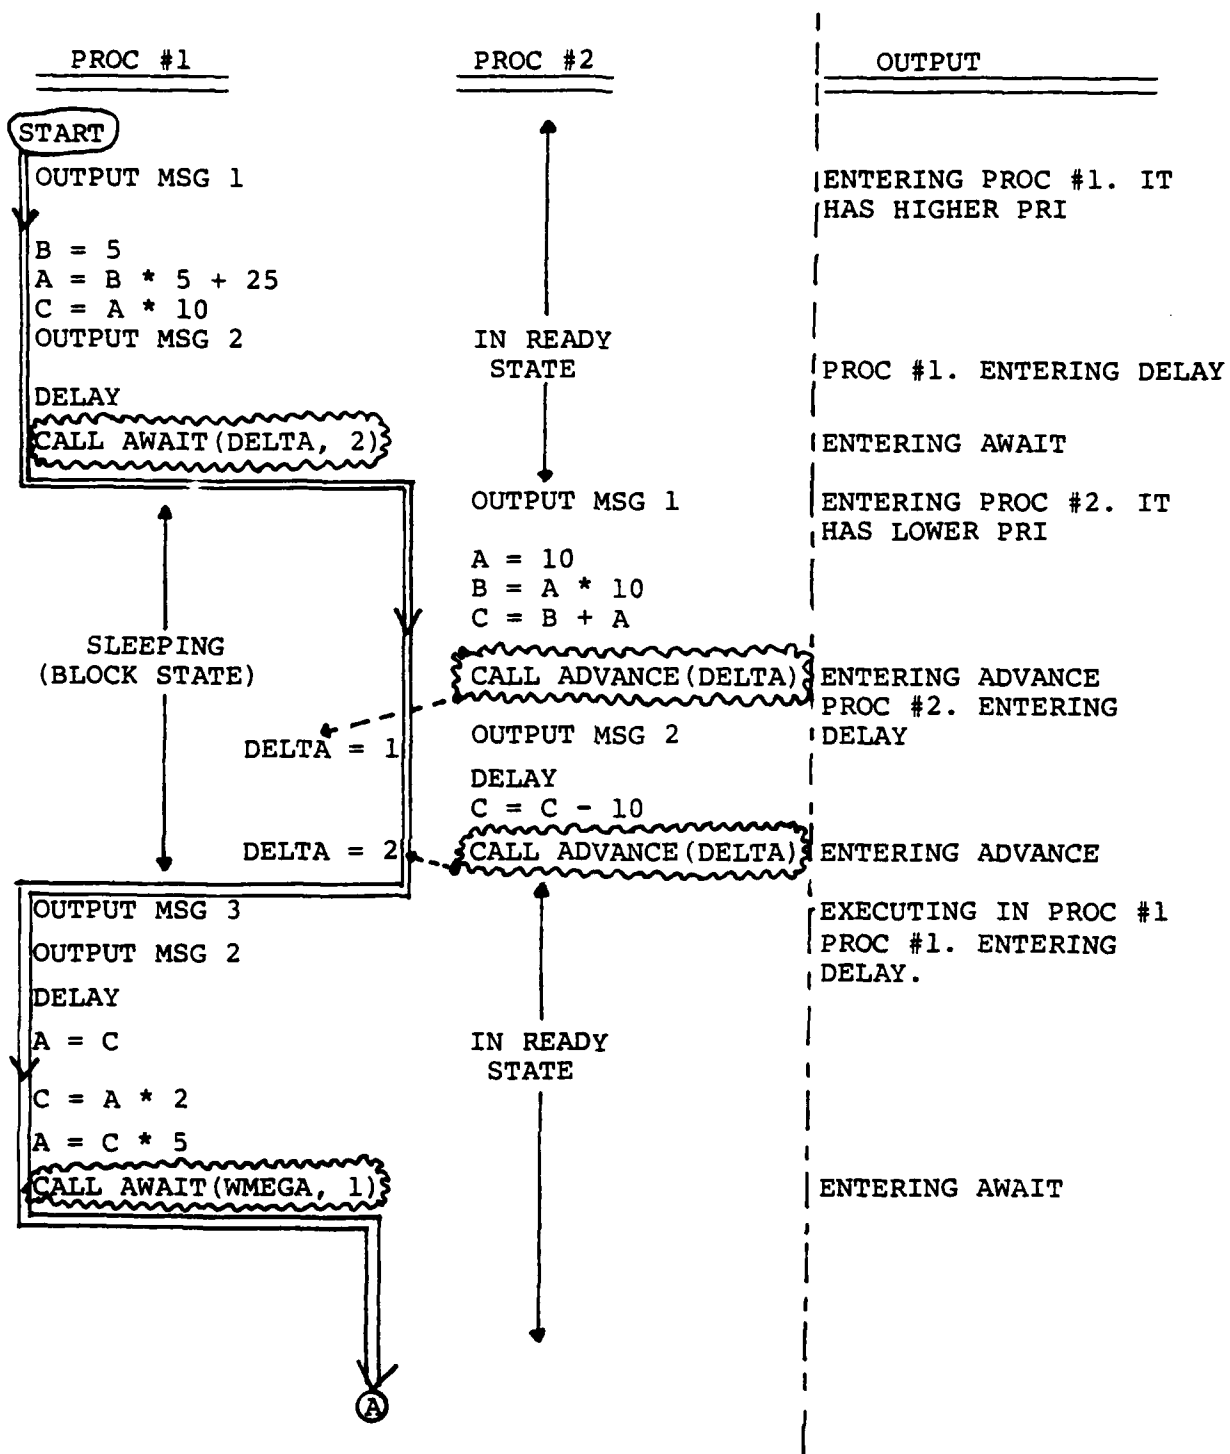 PROC #1
PROC #2
OUTPUT
START
OUTPUT MSG 1
ENTERING PROC #1. IT
HAS HIGHER PRI
B = 5
A = B * 5 + 25
C = A * 10
OUTPUT MSG 2
IN READY
STATE
PROC #1. ENTERING DELAY
DELAY
CALL AWAIT(DELTA, 2)
ENTERING AWAIT
OUTPUT MSG 1
ENTERING PROC #2. IT
HAS LOWER PRI
A = 10
B = A * 10
C = B + A
SLEEPING
(BLOCK STATE)
CALL ADVANCE(DELTA)
ENTERING ADVANCE
PROC #2. ENTERING
DELAY
DELTA = 1
OUTPUT MSG 2
DELAY
C = C - 10
DELTA = 2
CALL ADVANCE(DELTA)
ENTERING ADVANCE
OUTPUT MSG 3
EXECUTING IN PROC #1
OUTPUT MSG 2
PROC #1. ENTERING
DELAY.
DELAY
A = C
IN READY
STATE
C = A * 2
A = C * 5
CALL AWAIT(WMEGA, 1)
ENTERING AWAIT
A